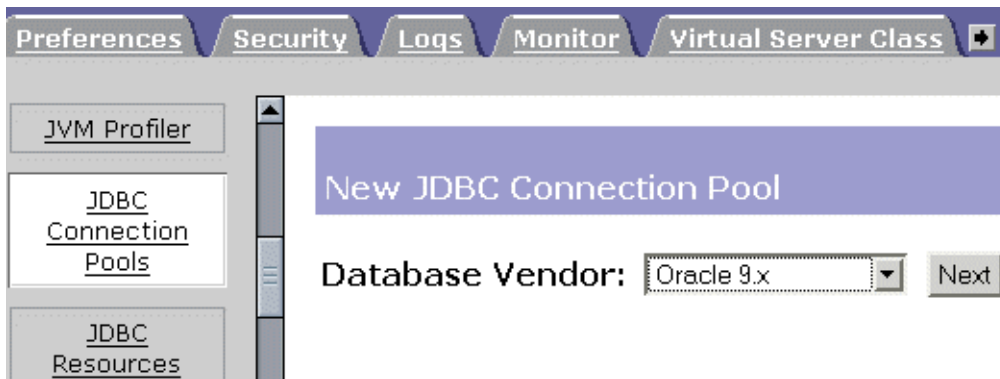 Preferences Security Logs Monitor Virtual Server Class
JVM Profiler
JDBC
Connection
Pools
JDBC
Resources
New JDBC Connection Pool
Database Vendor: Oracle 9.x Next